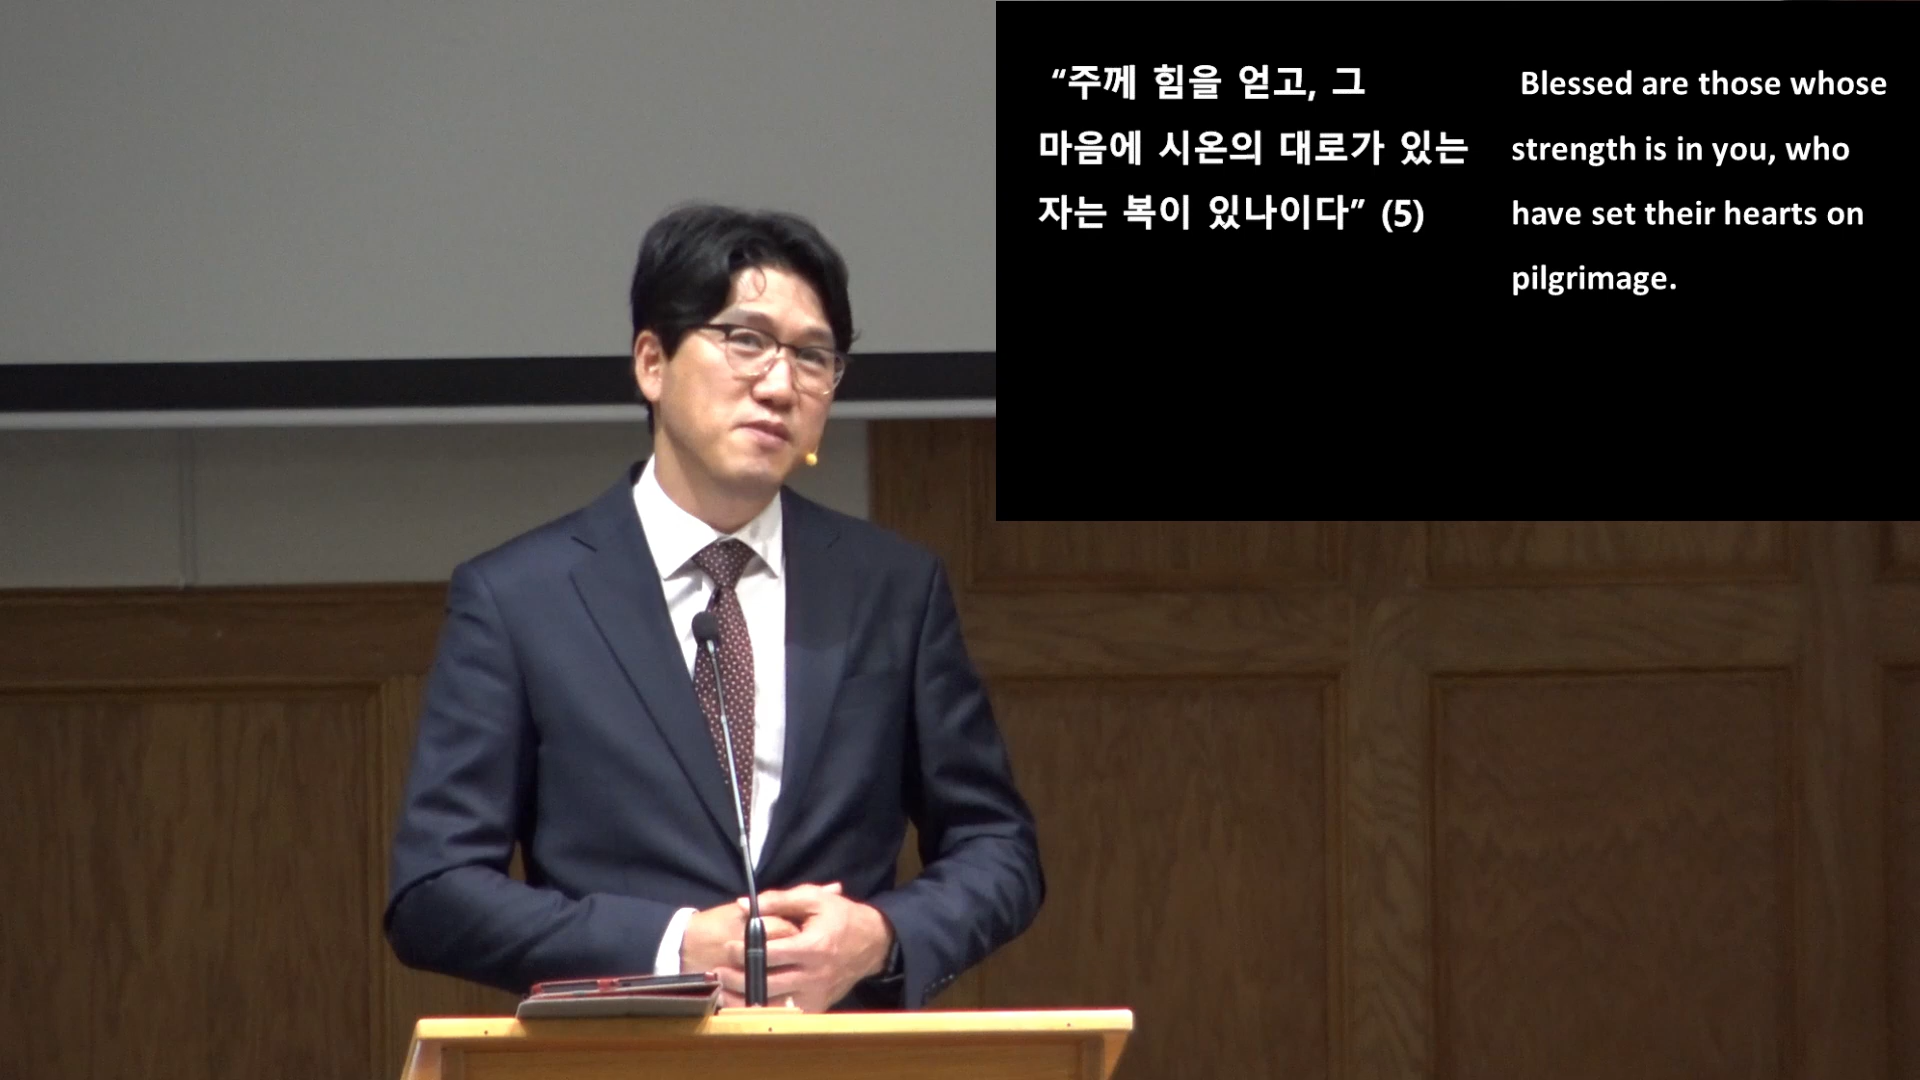 “주께 힘을 얻고, 그
마음에 시온의 대로가 있는
자는 복이 있나이다” (5)
Blessed are those whose
strength is in you, who
have set their hearts on
pilgrimage.